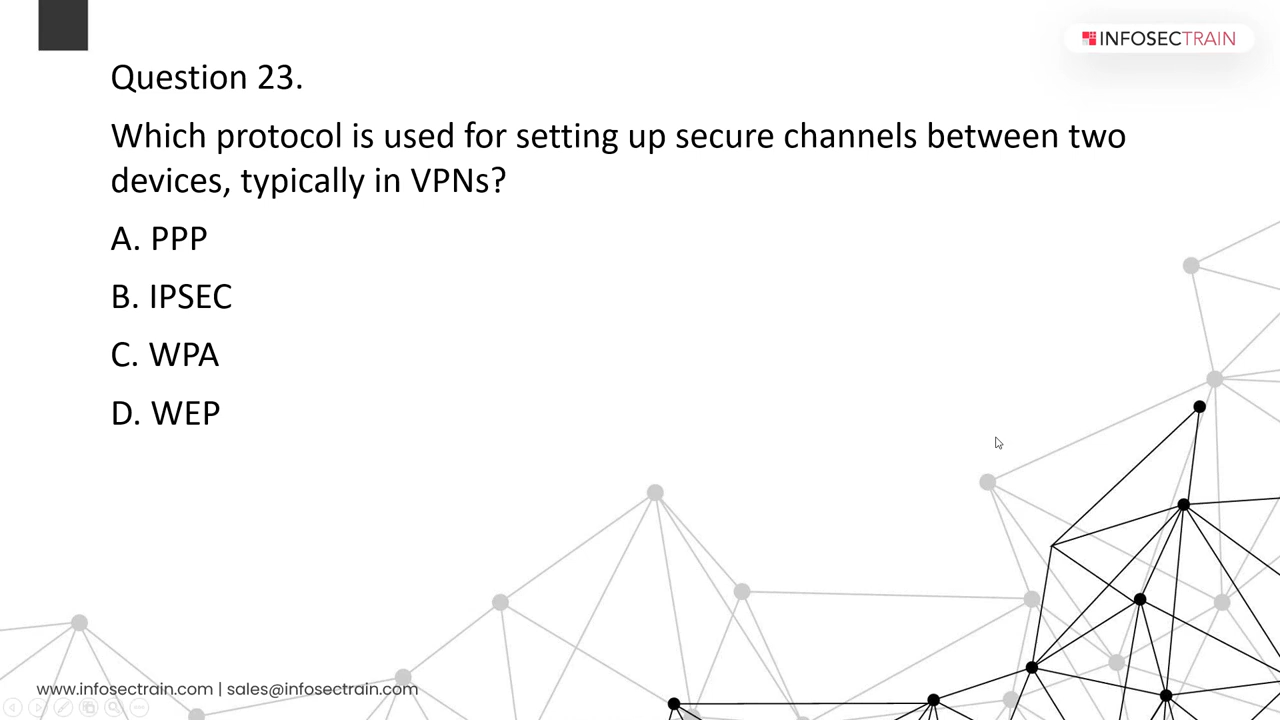 INFOSECTRAIN
Question 23.
Which protocol is used for setting up secure channels between two
devices, typically in VPNs?
A. PPP
B. IPSEC
C. WPA
D. WEP
www.infosectrain.com | sales@infosectrain.com